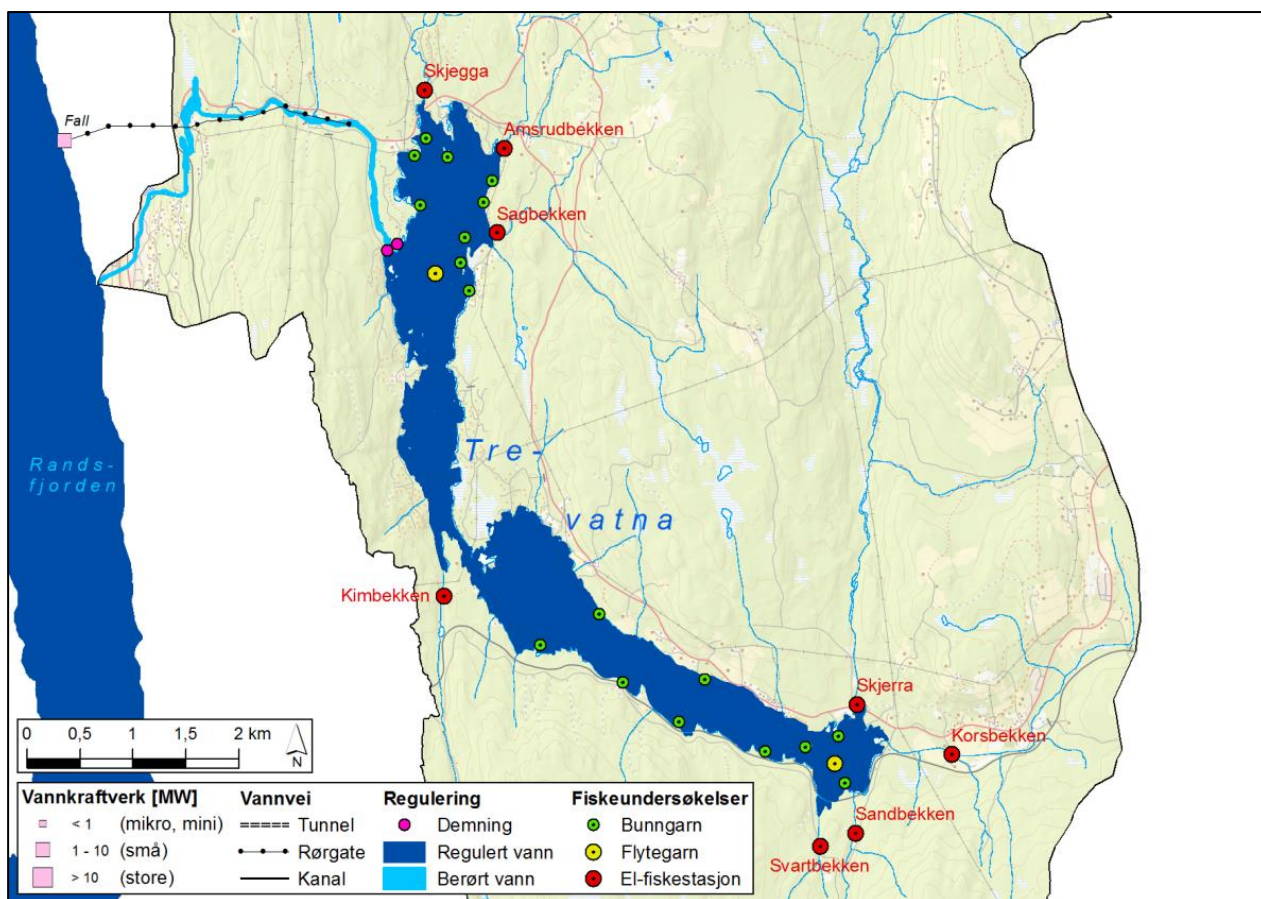 Skjegga
Fall
Amsrudbekken
Sagbekken
Rands-
fjorden
Tre-
vatna
Kimbekken
Skjerra
Korsbekken
Sandbekken
Svartbekken
0 0,5 1 1,5 2 km
N
Vannkraftverk [MW]
< 1 (mikro, mini)
1 - 10 (små)
> 10 (store)
Vannvei
Tunnel
Rørgate
Kanal
Regulering
Demning
Regulert vann
Berørt vann
Fiskeundersøkelser
Bunngarn
Flytegarn
El-fiskestasjon